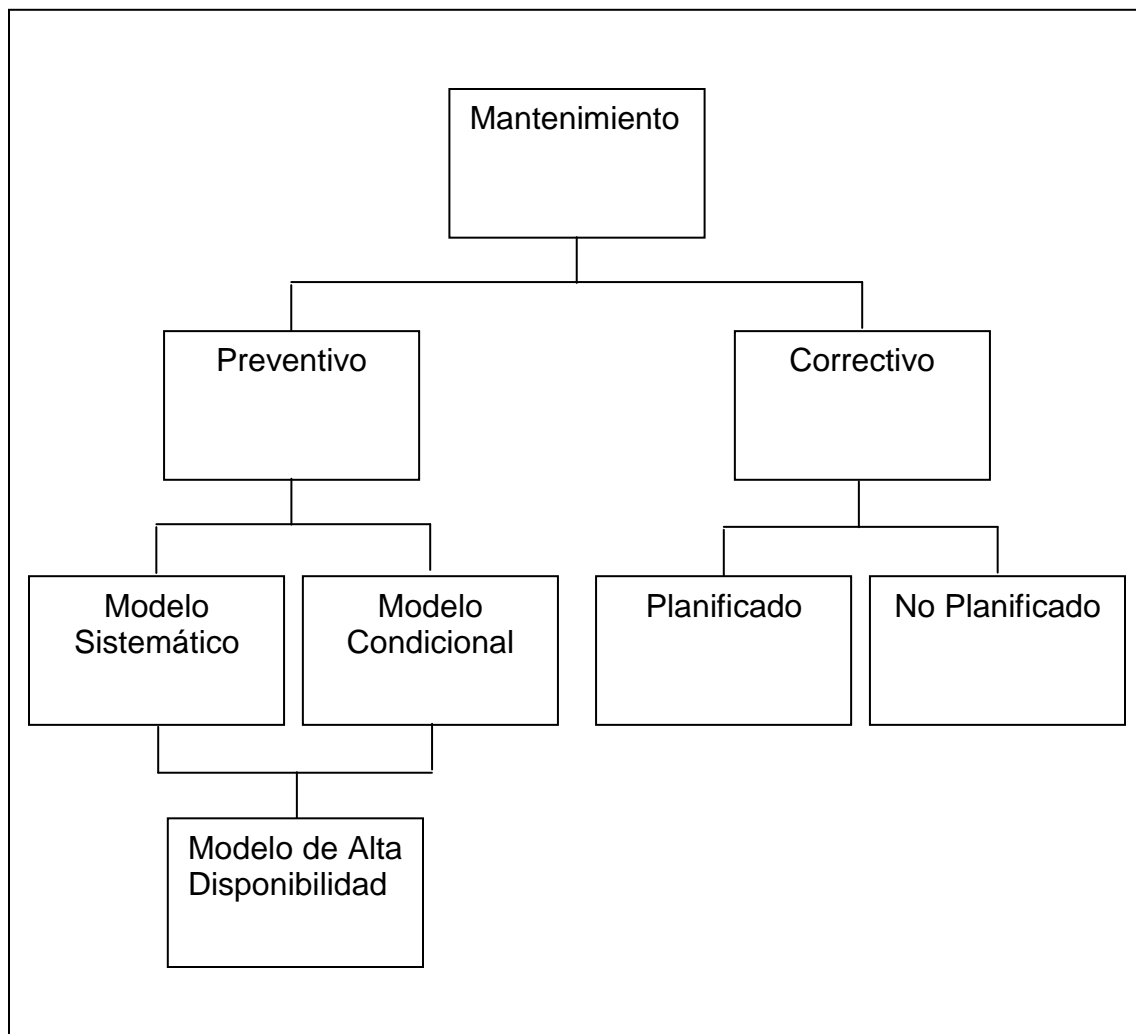 Mantenimiento
Preventivo
Correctivo
Modelo
Sistemático
Modelo
Condicional
Planificado
No Planificado
Modelo de Alta
Disponibilidad